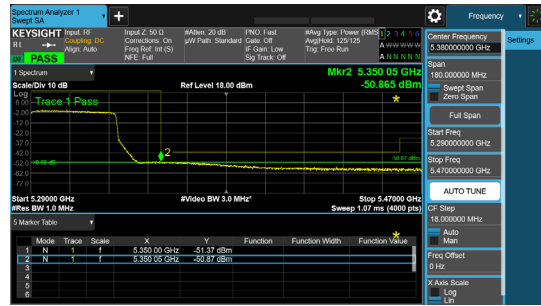 Spectrum Analyzer 1
Swept SA
+
Frequency
KEYSIGHT
RL
Input: RF
Coupling: DC
Align: Auto
Input Z: 50 Ω
Corrections: On
Freq Ref: Int (S)
NFE: Full
#Atten: 20 dB
µW Path: Standard
PNO: Fast
Gate: Off
IF Gain: Low
Sig Track: Off
#Avg Type: Power (RMS
Avg|Hold: 125/125
Trig: Free Run
1 2 3 4 5 6
A W W W W W
A N N N N N
PASS
1 Spectrum
Scale/Div 10 dB
Ref Level 18.00 dBm
Mkr2 5.350 05 GHz
-50.865 dBm
Log
Trace 1 Pass
8.00
-2.00
-12.0
-22.0
-32.0
-42.0
-52.0
-62.0
-72.0
2
Start 5.29000 GHz
#Res BW 1.0 MHz
#Video BW 3.0 MHz*
Stop 5.47000 GHz
Sweep 1.07 ms (4000 pts)
5 Marker Table
Mode Trace Scale X Y Function Function Width Function Value
1 N 1 f 5.350 00 GHz -51.37 dBm
2 N 1 f 5.350 05 GHz -50.87 dBm
3
4
5
6
Center Frequency
5.380000000 GHz
Settings
Span
180.000000 MHz
Swept Span
Zero Span
Full Span
Start Freq
5.290000000 GHz
Stop Freq
5.470000000 GHz
AUTO TUNE
CF Step
18.000000 MHz
Auto
Man
Freq Offset
0 Hz
X Axis Scale
Log
Lin